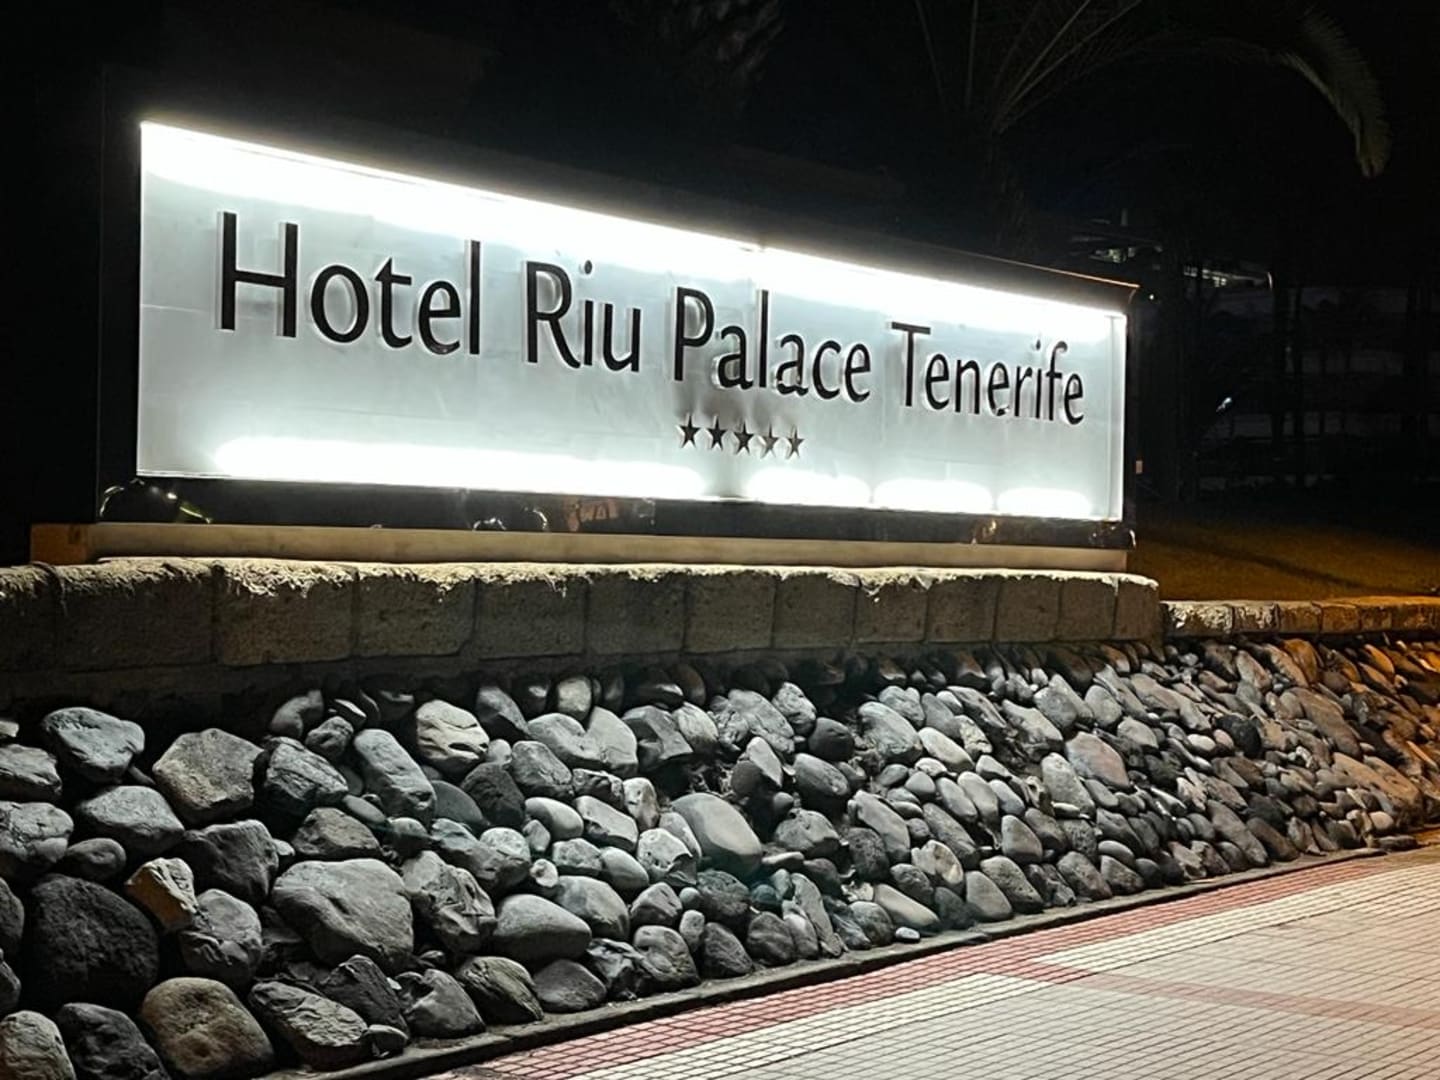 Hotel Riu Palace Tenerife
★★★★★